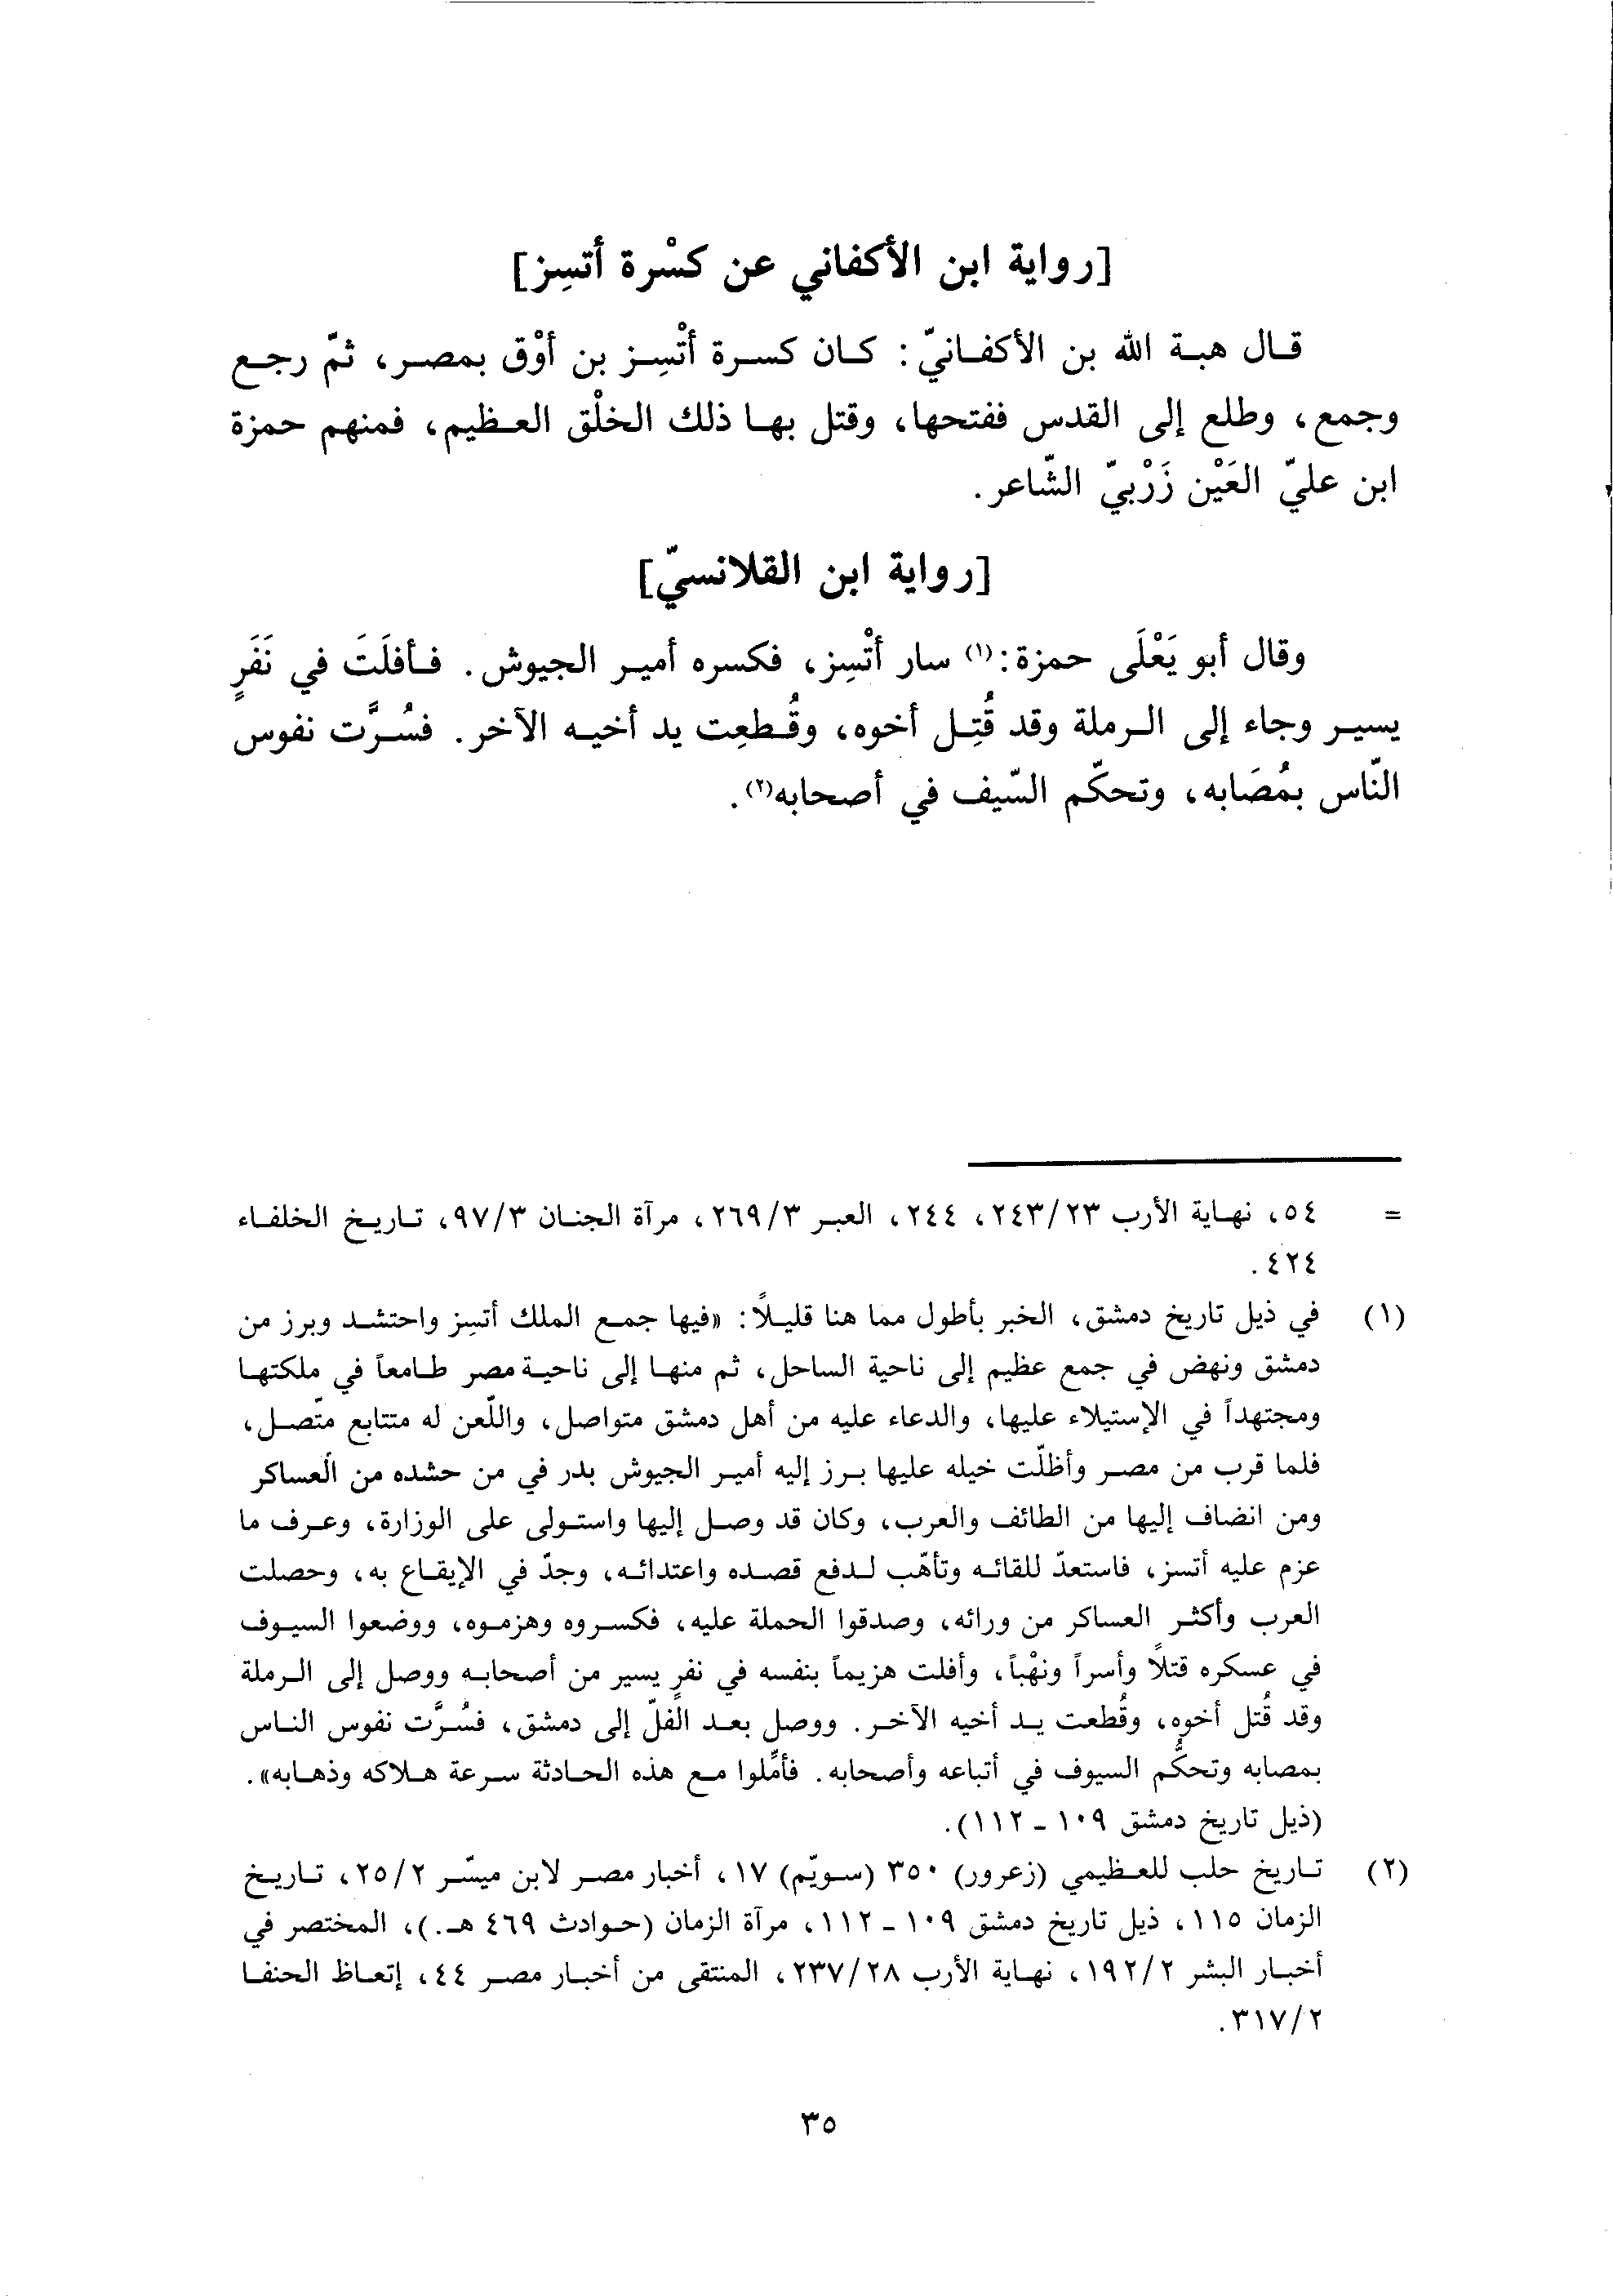 [رواية ابن الأكفاني عن كسْرة أتسِز]
قال هبة الله بن الأكفانيّ: كان كسرة أتْسِز بن أوْق بمصر، ثمّ رجع
وجمع، وطلع إلى القدس ففتحها، وقتل بها ذلك الخلْق العظيم، فمنهم حمزة
ابن عليّ العَيْن زَرْبيّ الشّاعر.
[رواية ابن القلانسيّ]
وقال أبو يَعْلَى حمزة:(١) سار أتْسِز، فكسره أمير الجيوش. فأفلَتَ في نَفَرٍ
يسير وجاء إلى الرملة وقد قُتِل أخوه، وقُطعِت يد أخيه الآخر. فسُرَّت نفوس
النّاس بمُصَابه، وتحكّم السّيف في أصحابه(٢).
= ٥٤، نهاية الأرب ٢٣/٢٤٣، ٢٤٤، العبر ٣/٢٦٩، مرآة الجنان ٣/٩٧، تاريخ الخلفاء
٤٢٤.
(١) في ذيل تاريخ دمشق، الخبر بأطول مما هنا قليلاً: «فيها جمع الملك أتسِز واحتشد وبرز من
دمشق ونهض في جمع عظيم إلى ناحية الساحل، ثم منها إلى ناحية مصر طامعاً في ملكتها
ومجتهداً في الإستيلاء عليها، والدعاء عليه من أهل دمشق متواصل، واللّعن له متتابع متّصل،
فلما قرب من مصر وأظلّت خيله عليها برز إليه أمير الجيوش بدر في من حشده من العساكر
ومن انضاف إليها من الطائف والعرب، وكان قد وصل إليها واستولى على الوزارة، وعرف ما
عزم عليه أتسز، فاستعدّ للقائه وتأهّب لدفع قصده واعتدائه، وجدّ في الإيقاع به، وحصلت
العرب وأكثر العساكر من ورائه، وصدقوا الحملة عليه، فكسروه وهزموه، ووضعوا السيوف
في عسكره قتلاً وأسراً ونهْباً، وأفلت هزيماً بنفسه في نفرٍ يسير من أصحابه ووصل إلى الرملة
وقد قُتل أخوه، وقُطعت يد أخيه الآخر. ووصل بعد الفلّ إلى دمشق، فسُرَّت نفوس الناس
بمصابه وتحكُّم السيوف في أتباعه وأصحابه. فأمّلوا مع هذه الحادثة سرعة هلاكه وذهابه».
(ذيل تاريخ دمشق ١٠٩ - ١١٢).
(٢) تاريخ حلب للعظيمي (زعرور) ٣٥٠ (سويّم) ١٧، أخبار مصر لابن ميسّر ٢/٢٥، تاريخ
الزمان ١١٥، ذيل تاريخ دمشق ١٠٩ - ١١٢، مرآة الزمان (حوادث ٤٦٩ هـ.)، المختصر في
أخبار البشر ٢/١٩٢، نهاية الأرب ٢٨/٢٣٧، المنتقى من أخبار مصر ٤٤، إتعاظ الحنفا
٢/٣١٧.
٣٥